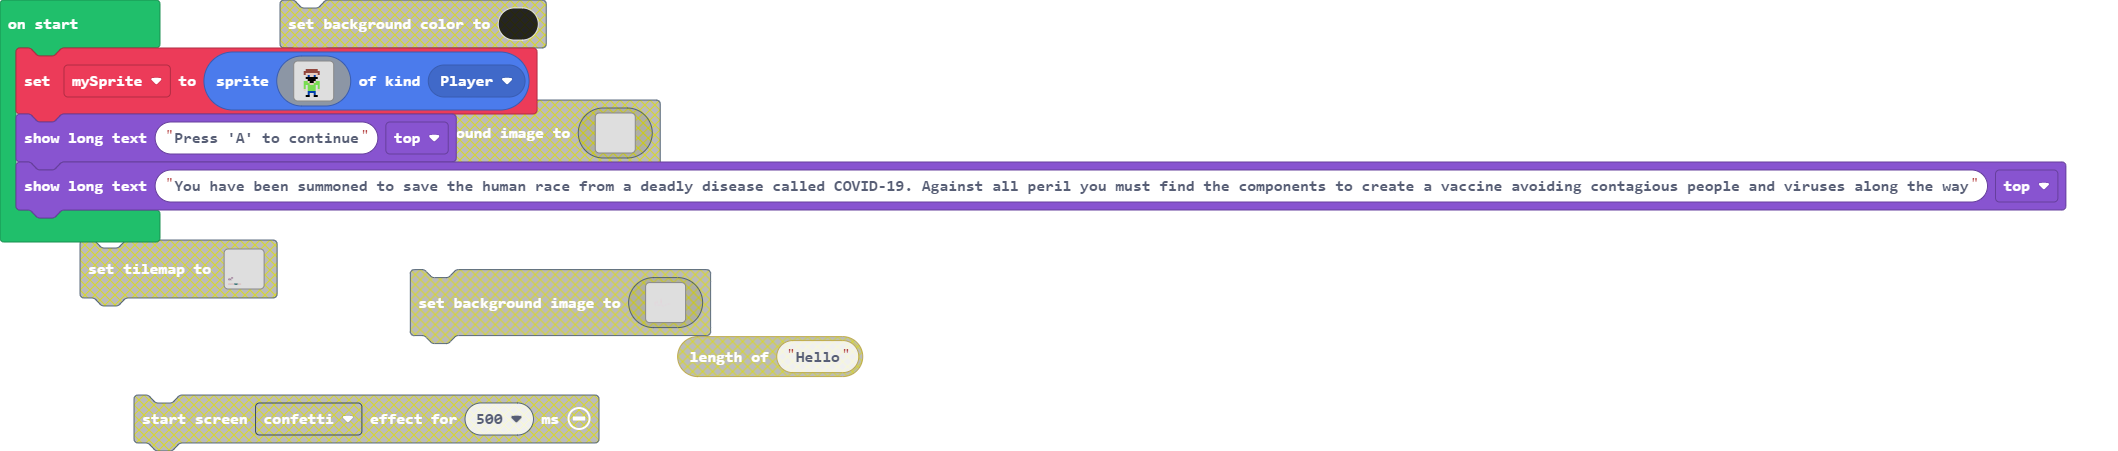 on start
set background color to
set mySprite to sprite of kind Player
ound image to
show long text "Press 'A' to continue" top
show long text "You have been summoned to save the human race from a deadly disease called COVID-19. Against all peril you must find the components to create a vaccine avoiding contagious people and viruses along the way" top
set tilemap to
set background image to
length of "Hello"
start screen confetti effect for 500 ms